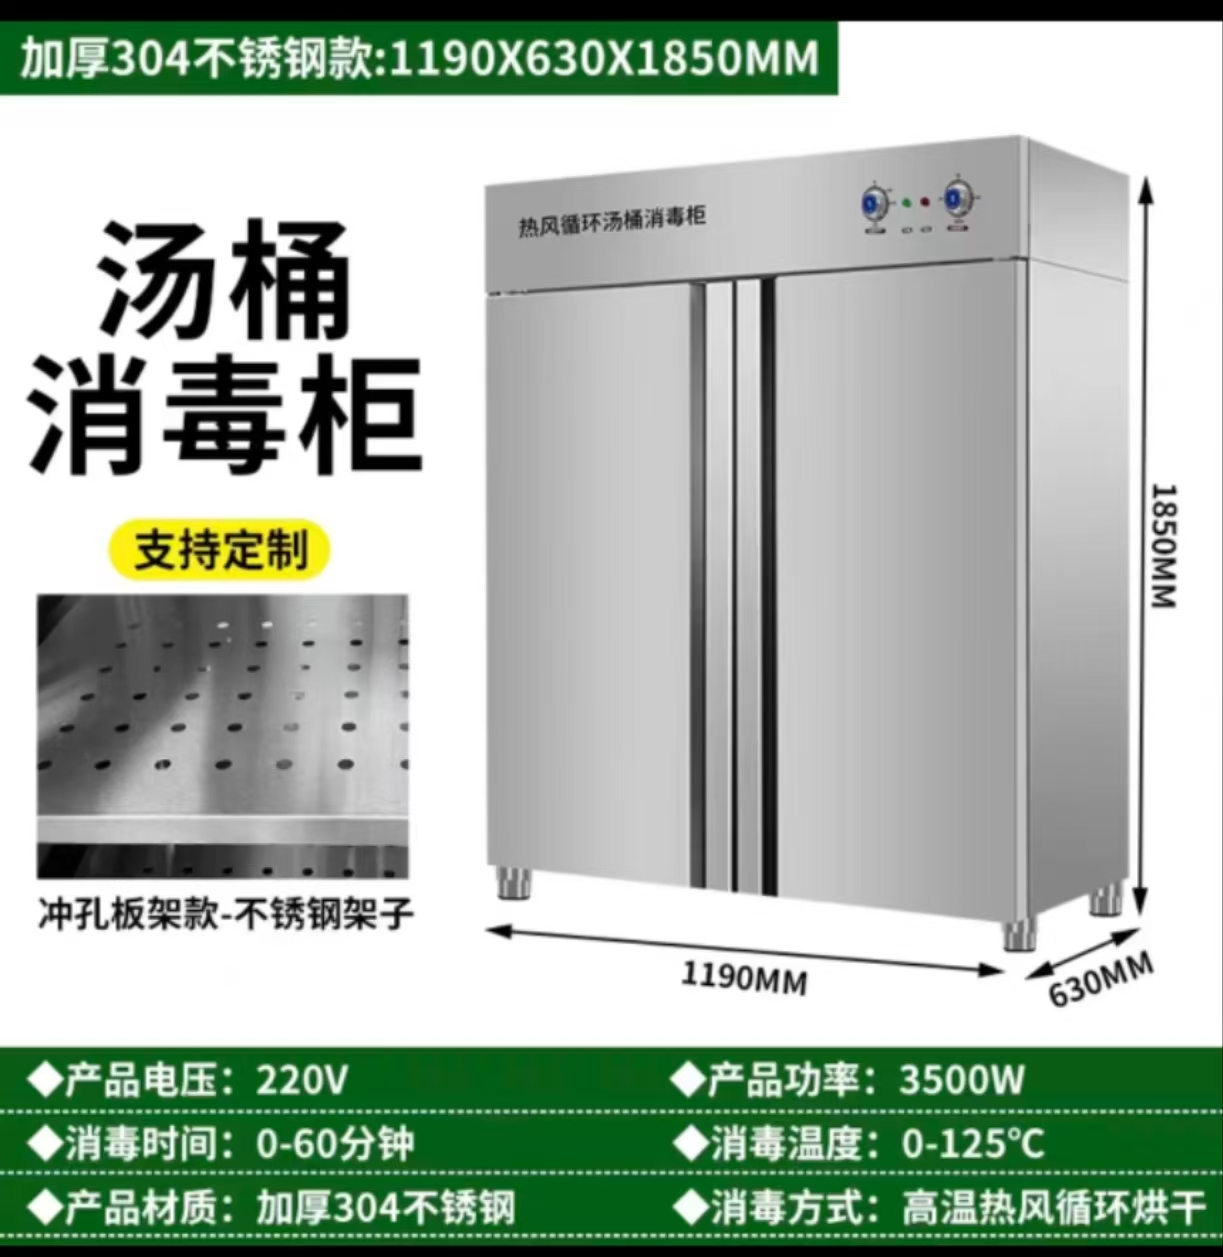 加厚304不锈钢款:1190X630X1850MM
热风循环汤桶消毒柜
汤桶
消毒柜
支持定制
冲孔板架款-不锈钢架子
1850MM
1190MM
630MM
◆产品电压：220V
◆产品功率：3500W
◆消毒时间：0-60分钟
◆消毒温度：0-125℃
◆产品材质：加厚304不锈钢
◆消毒方式：高温热风循环烘干